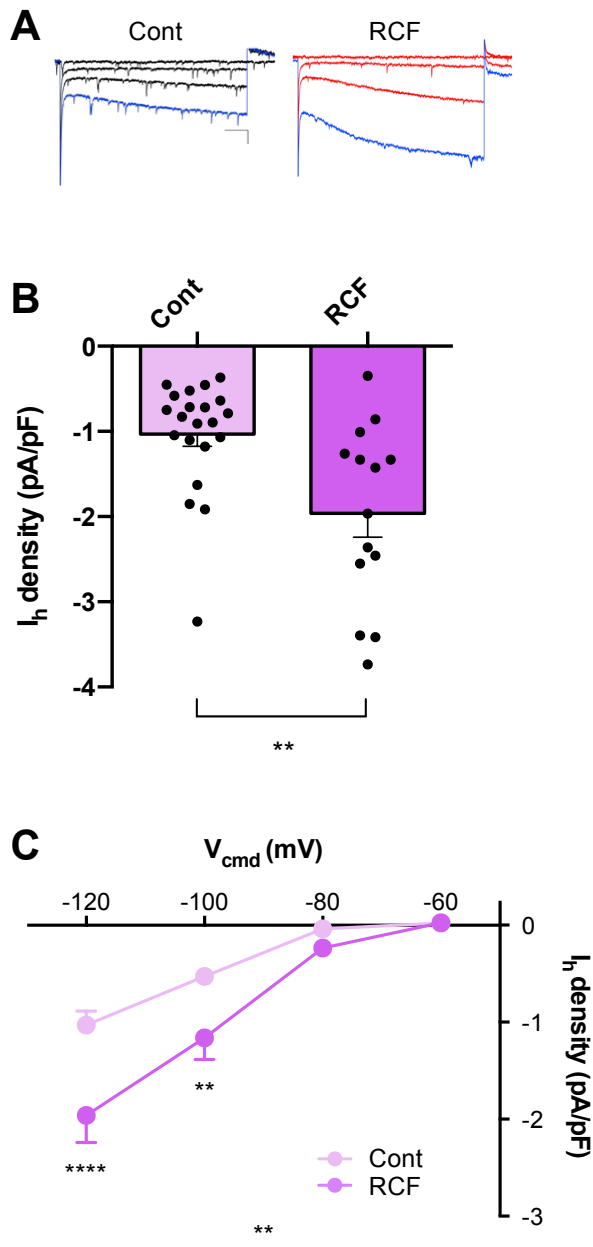 A
Cont
RCF
B
Cont
RCF
0
-1
-2
-3
-4
Ih density (pA/pF)
**
C
Vcmd (mV)
-120
-100
-80
-60
0
-1
-2
-3
Ih density (pA/pF)
**
****
Cont
RCF
**